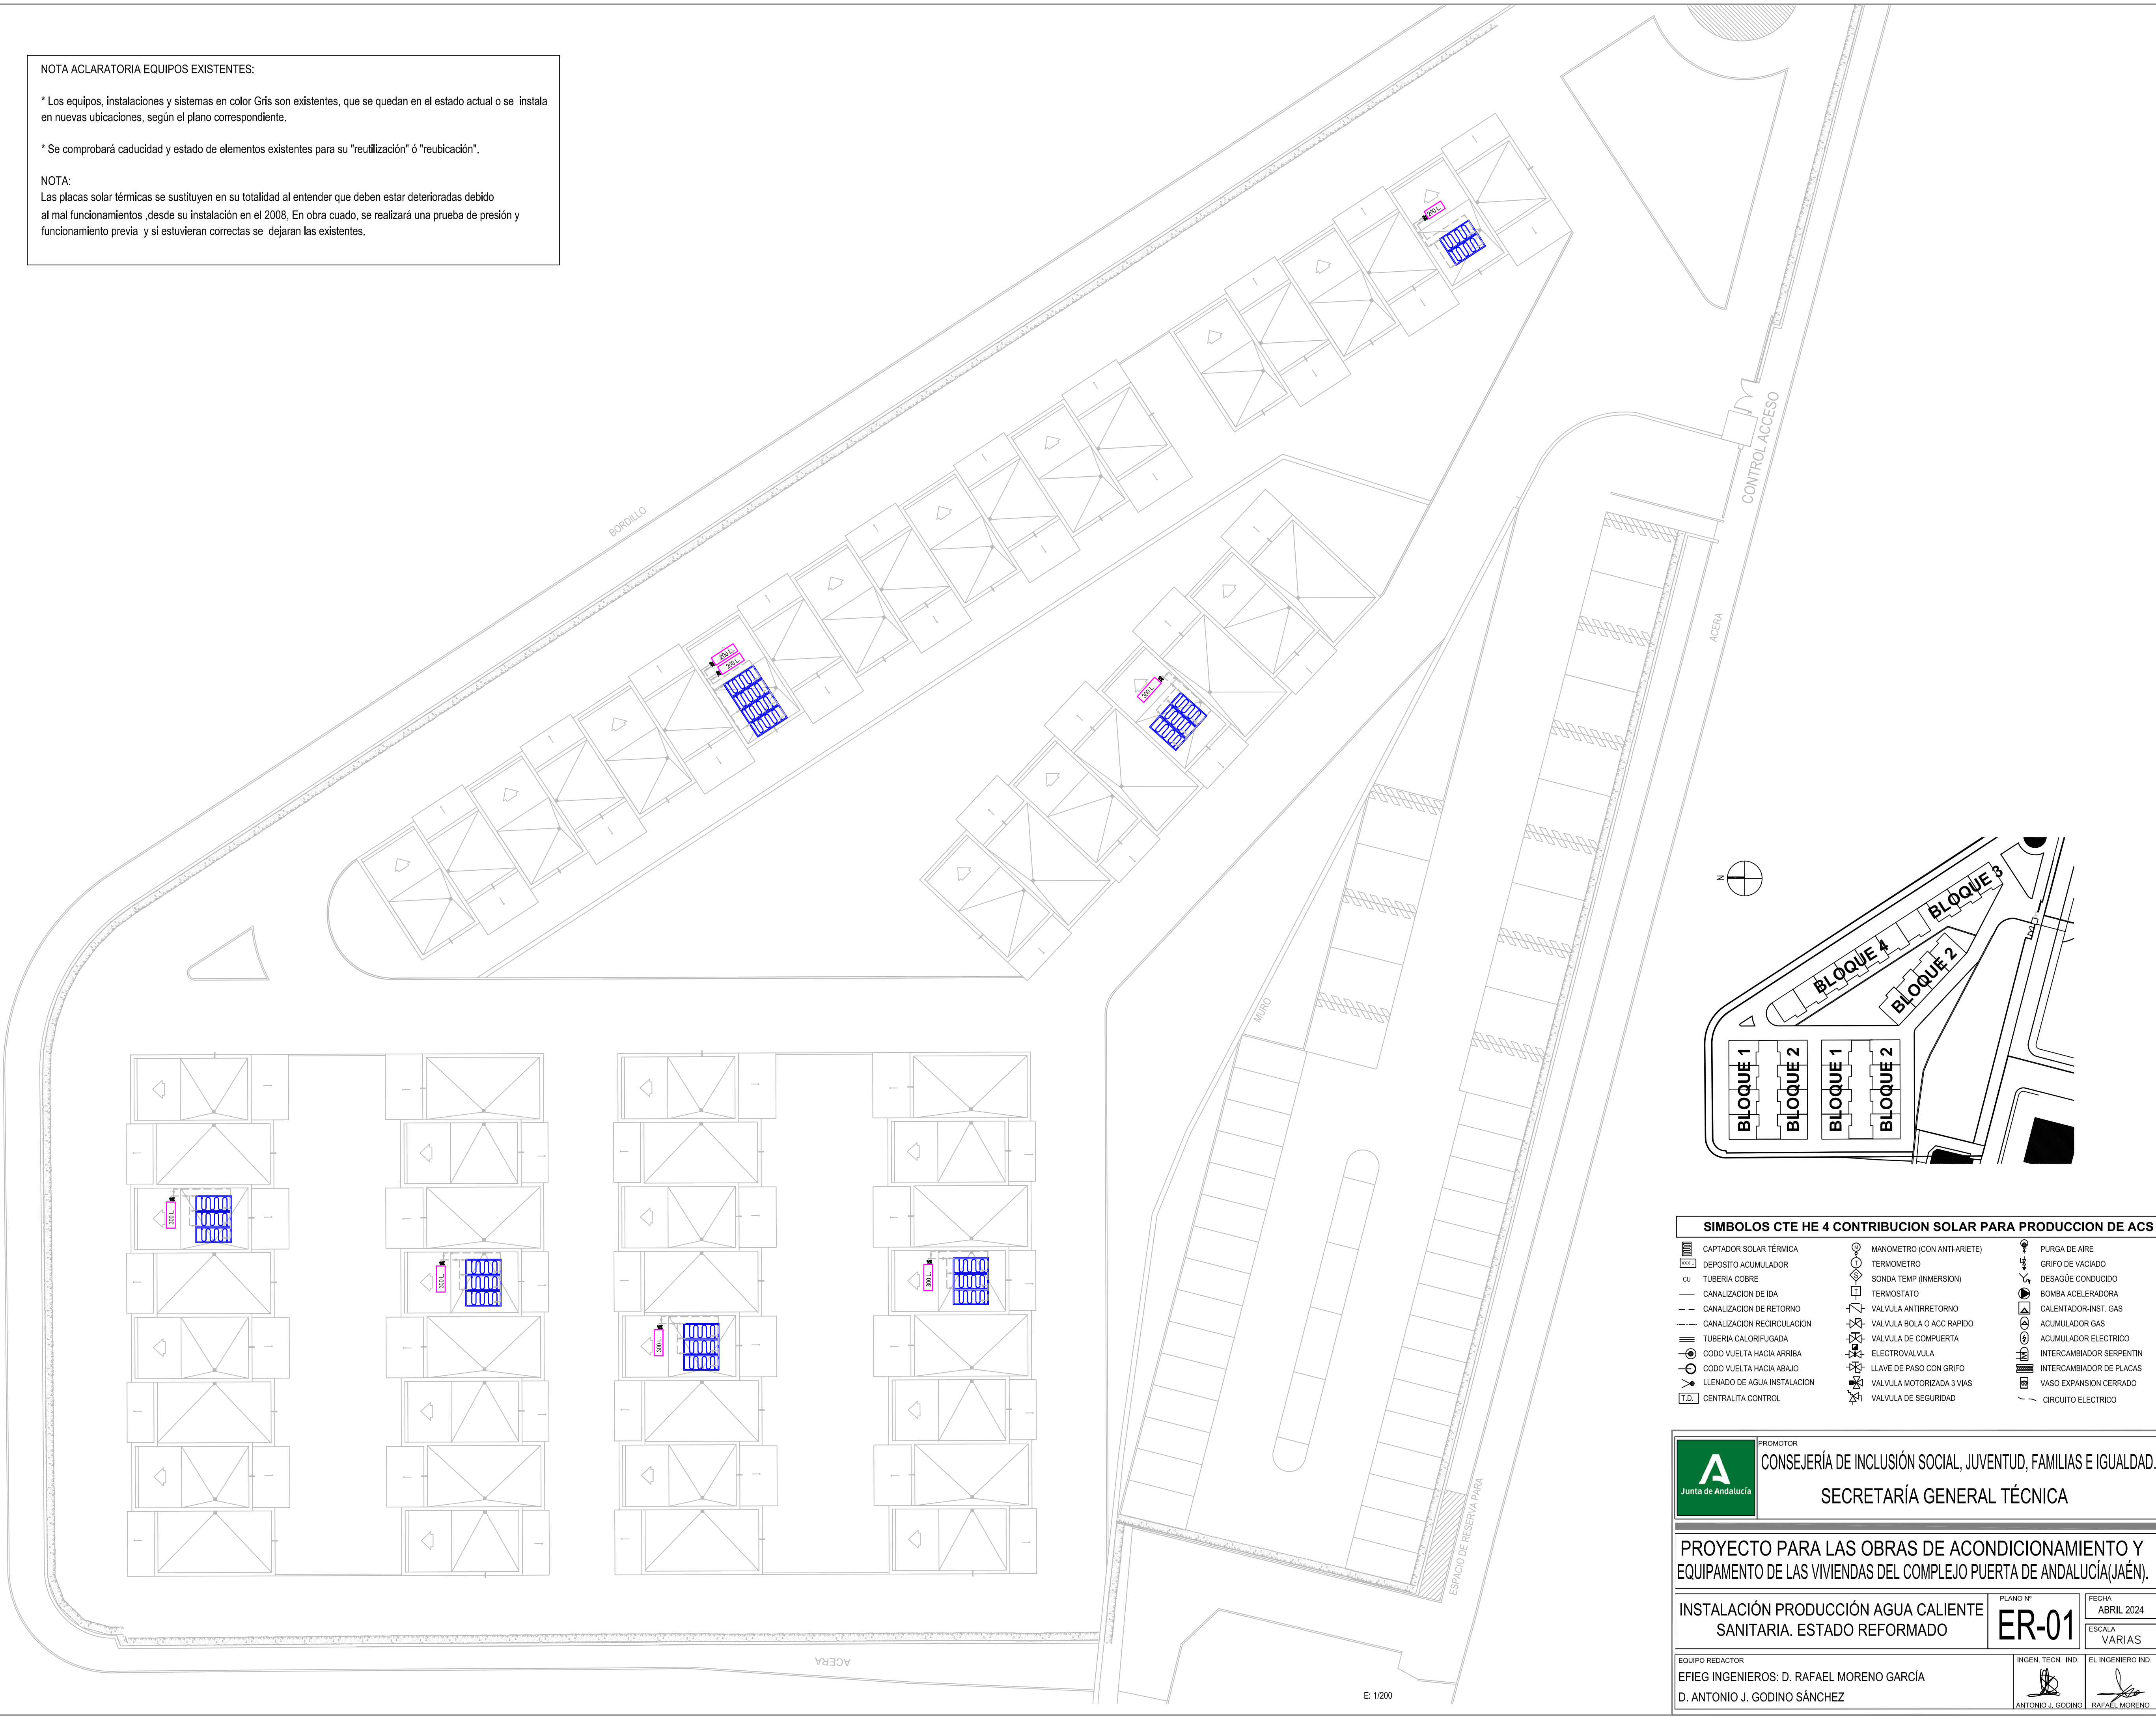 NOTA ACLARATORIA EQUIPOS EXISTENTES:
* Los equipos, instalaciones y sistemas en color Gris son existentes, que se quedan en el estado actual o se instala
en nuevas ubicaciones, según el plano correspondiente.
* Se comprobará caducidad y estado de elementos existentes para su "reutilización" ó "reubicación".
NOTA:
Las placas solar térmicas se sustituyen en su totalidad al entender que deben estar deterioradas debido
al mal funcionamientos ,desde su instalación en el 2008, En obra cuado, se realizará una prueba de presión y
funcionamiento previa y si estuvieran correctas se dejaran las existentes.
200 L.
CONTROL ACCESO
BORDILLO
ACERA
200 L.
200 L.
300 L.
MURO
300 L.
300 L.
300 L.
300 L.
ESPACIO DE RESERVA PARA
ACERA
E: 1/200
N
BLOQUE 3
BLOQUE 4
BLOQUE 2
BLOQUE 1
BLOQUE 2
BLOQUE 1
BLOQUE 2
SIMBOLOS CTE HE 4 CONTRIBUCION SOLAR PARA PRODUCCION DE ACS
CAPTADOR SOLAR TÉRMICA
XXX L. DEPOSITO ACUMULADOR
CU TUBERIA COBRE
CANALIZACION DE IDA
CANALIZACION DE RETORNO
CANALIZACION RECIRCULACION
TUBERIA CALORIFUGADA
CODO VUELTA HACIA ARRIBA
CODO VUELTA HACIA ABAJO
LLENADO DE AGUA INSTALACION
T.D. CENTRALITA CONTROL
M MANOMETRO (CON ANTI-ARIETE)
T TERMOMETRO
S SONDA TEMP (INMERSION)
T TERMOSTATO
VALVULA ANTIRRETORNO
VALVULA BOLA O ACC RAPIDO
VALVULA DE COMPUERTA
ELECTROVALVULA
LLAVE DE PASO CON GRIFO
VALVULA MOTORIZADA 3 VIAS
VALVULA DE SEGURIDAD
PURGA DE AIRE
GRIFO DE VACIADO
DESAGÜE CONDUCIDO
BOMBA ACELERADORA
CALENTADOR-INST. GAS
ACUMULADOR GAS
ACUMULADOR ELECTRICO
INTERCAMBIADOR SERPENTIN
INTERCAMBIADOR DE PLACAS
VASO EXPANSION CERRADO
CIRCUITO ELECTRICO
Junta de Andalucía
PROMOTOR
CONSEJERÍA DE INCLUSIÓN SOCIAL, JUVENTUD, FAMILIAS E IGUALDAD.
SECRETARÍA GENERAL TÉCNICA
PROYECTO PARA LAS OBRAS DE ACONDICIONAMIENTO Y
EQUIPAMENTO DE LAS VIVIENDAS DEL COMPLEJO PUERTA DE ANDALUCÍA(JAÉN).
INSTALACIÓN PRODUCCIÓN AGUA CALIENTE
SANITARIA. ESTADO REFORMADO
PLANO Nº
ER-01
FECHA
ABRIL 2024
ESCALA
VARIAS
EQUIPO REDACTOR
EFIEG INGENIEROS: D. RAFAEL MORENO GARCÍA
D. ANTONIO J. GODINO SÁNCHEZ
INGEN. TECN. IND.
ANTONIO J. GODINO
EL INGENIERO IND.
RAFAEL MORENO